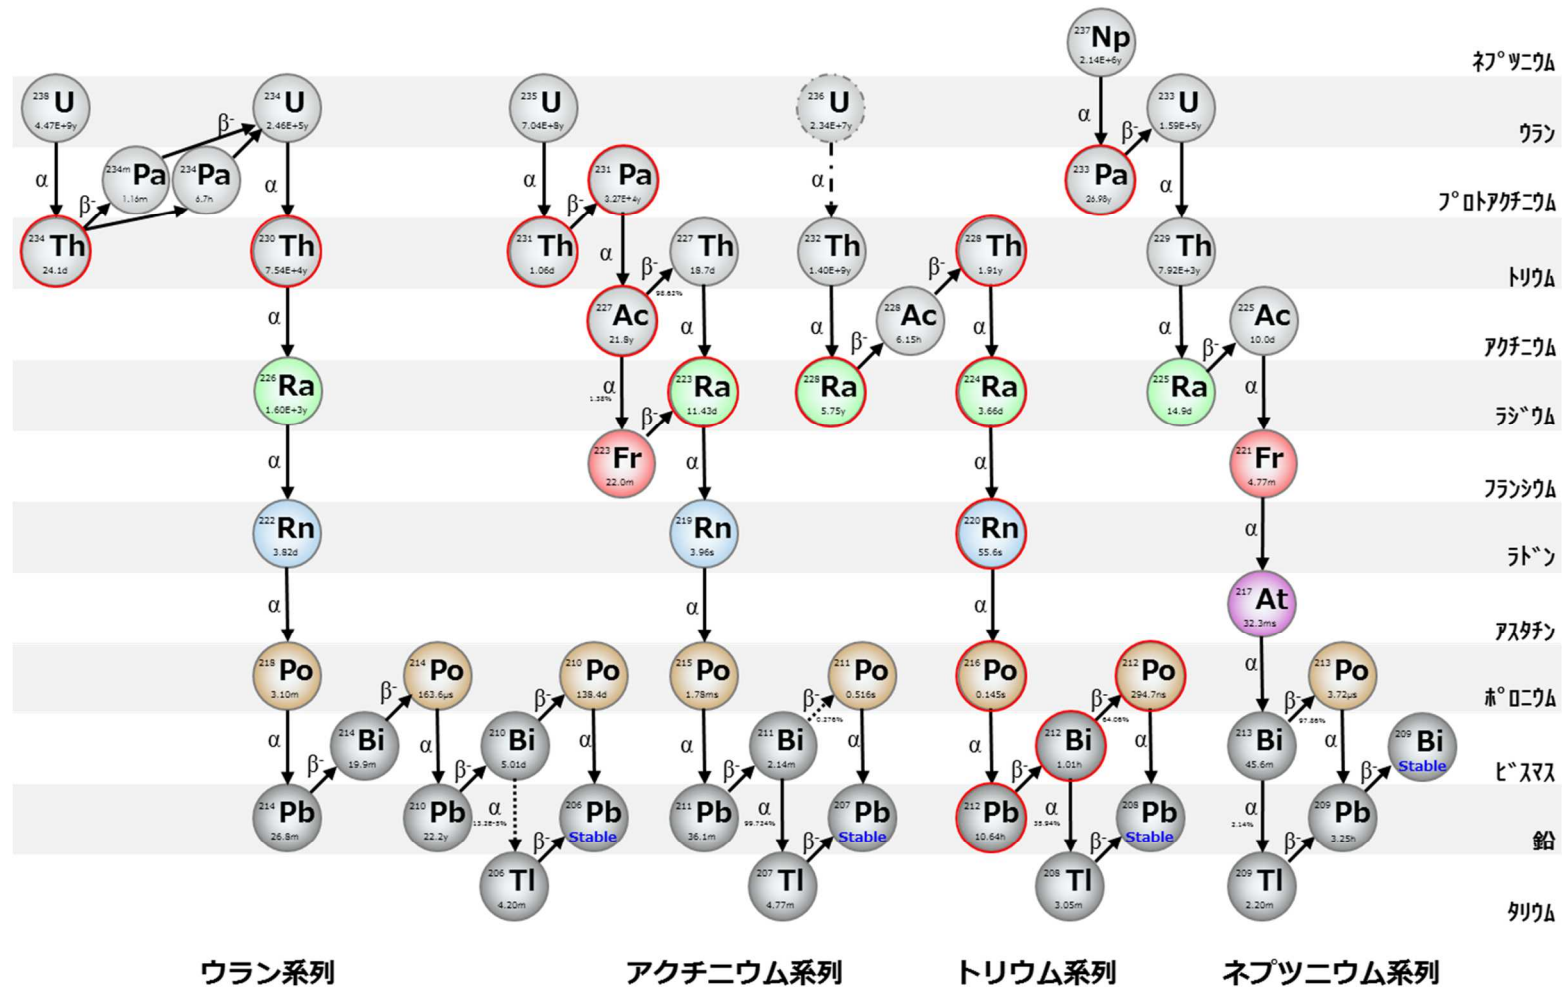 237 Np 2.14E+6y
ネプツニウム
238 U 4.47E+9y
234 U 2.46E+5y
235 U 7.04E+8y
236 U 2.34E+7y
α
233 U 1.59E+5y
β-
β-
ウラン
α
234m Pa 1.16m
234 Pa 6.7h
α
α
231 Pa 3.27E+4y
α
233 Pa 26.98y
α
β-
β-
プロトアクチニウム
234 Th 24.1d
230 Th 7.54E+4y
231 Th 1.06d
α
227 Th 18.7d
232 Th 1.40E+9y
228 Th 1.91y
229 Th 7.92E+3y
β-
98.62%
β-
トリウム
α
227 Ac 21.8y
α
α
228 Ac 6.15h
α
α
225 Ac 10.0d
β-
β-
アクチニウム
226 Ra 1.60E+3y
α
1.38%
223 Ra 11.43d
228 Ra 5.75y
224 Ra 3.66d
225 Ra 14.9d
α
β-
ラジウム
α
223 Fr 22.0m
α
α
221 Fr 4.77m
フランシウム
222 Rn 3.82d
219 Rn 3.96s
220 Rn 55.6s
α
ラドン
α
α
α
217 At 32.3ms
アスタチン
218 Po 3.10m
214 Po 163.6μs
210 Po 138.4d
215 Po 1.78ms
211 Po 0.516s
216 Po 0.145s
212 Po 294.7ns
α
213 Po 3.72μs
β-
β-
β-
0.276%
β-
64.06%
β-
97.86%
ポロニウム
α
214 Bi 19.9m
α
210 Bi 5.01d
α
α
211 Bi 2.14m
α
α
212 Bi 1.01h
α
213 Bi 45.6m
α
209 Bi Stable
β-
β-
β-
β-
β-
ビスマス
214 Pb 26.8m
210 Pb 22.2y
α
206 Pb Stable
211 Pb 36.1m
α
99.724%
207 Pb Stable
212 Pb 10.64h
α
35.94%
208 Pb Stable
α
2.14%
209 Pb 3.25h
β-
β-
β-
β-
鉛
206 Tl 4.20m
207 Tl 4.77m
208 Tl 3.05m
209 Tl 2.20m
タリウム
ウラン系列
アクチニウム系列
トリウム系列
ネプツニウム系列